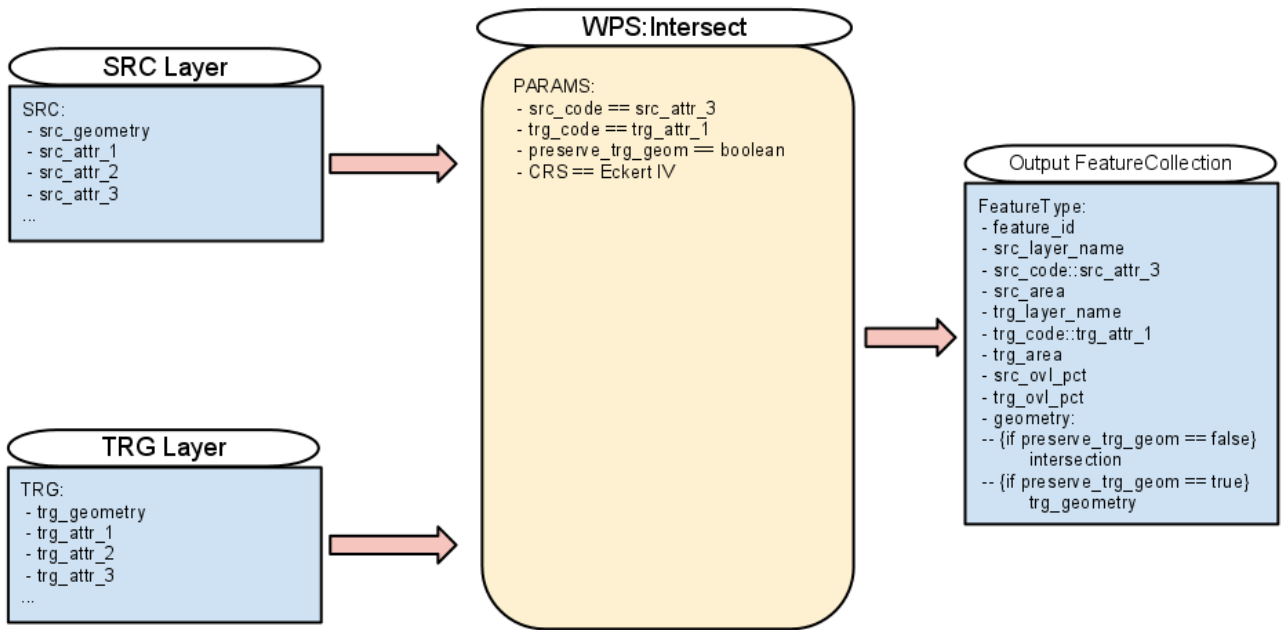 SRC Layer
SRC:
- src_geometry
- src_attr_1
- src_attr_2
- src_attr_3
...
TRG Layer
TRG:
- trg_geometry
- trg_attr_1
- trg_attr_2
- trg_attr_3
...
WPS:Intersect
PARAMS:
- src_code == src_attr_3
- trg_code == trg_attr_1
- preserve_trg_geom == boolean
- CRS == Eckert IV
Output FeatureCollection
FeatureType:
- feature_id
- src_layer_name
- src_code::src_attr_3
- src_area
- trg_layer_name
- trg_code::trg_attr_1
- trg_area
- src_ovl_pct
- trg_ovl_pct
- geometry:
-- {if preserve_trg_geom == false}
intersection
-- {if preserve_trg_geom == true}
trg_geometry